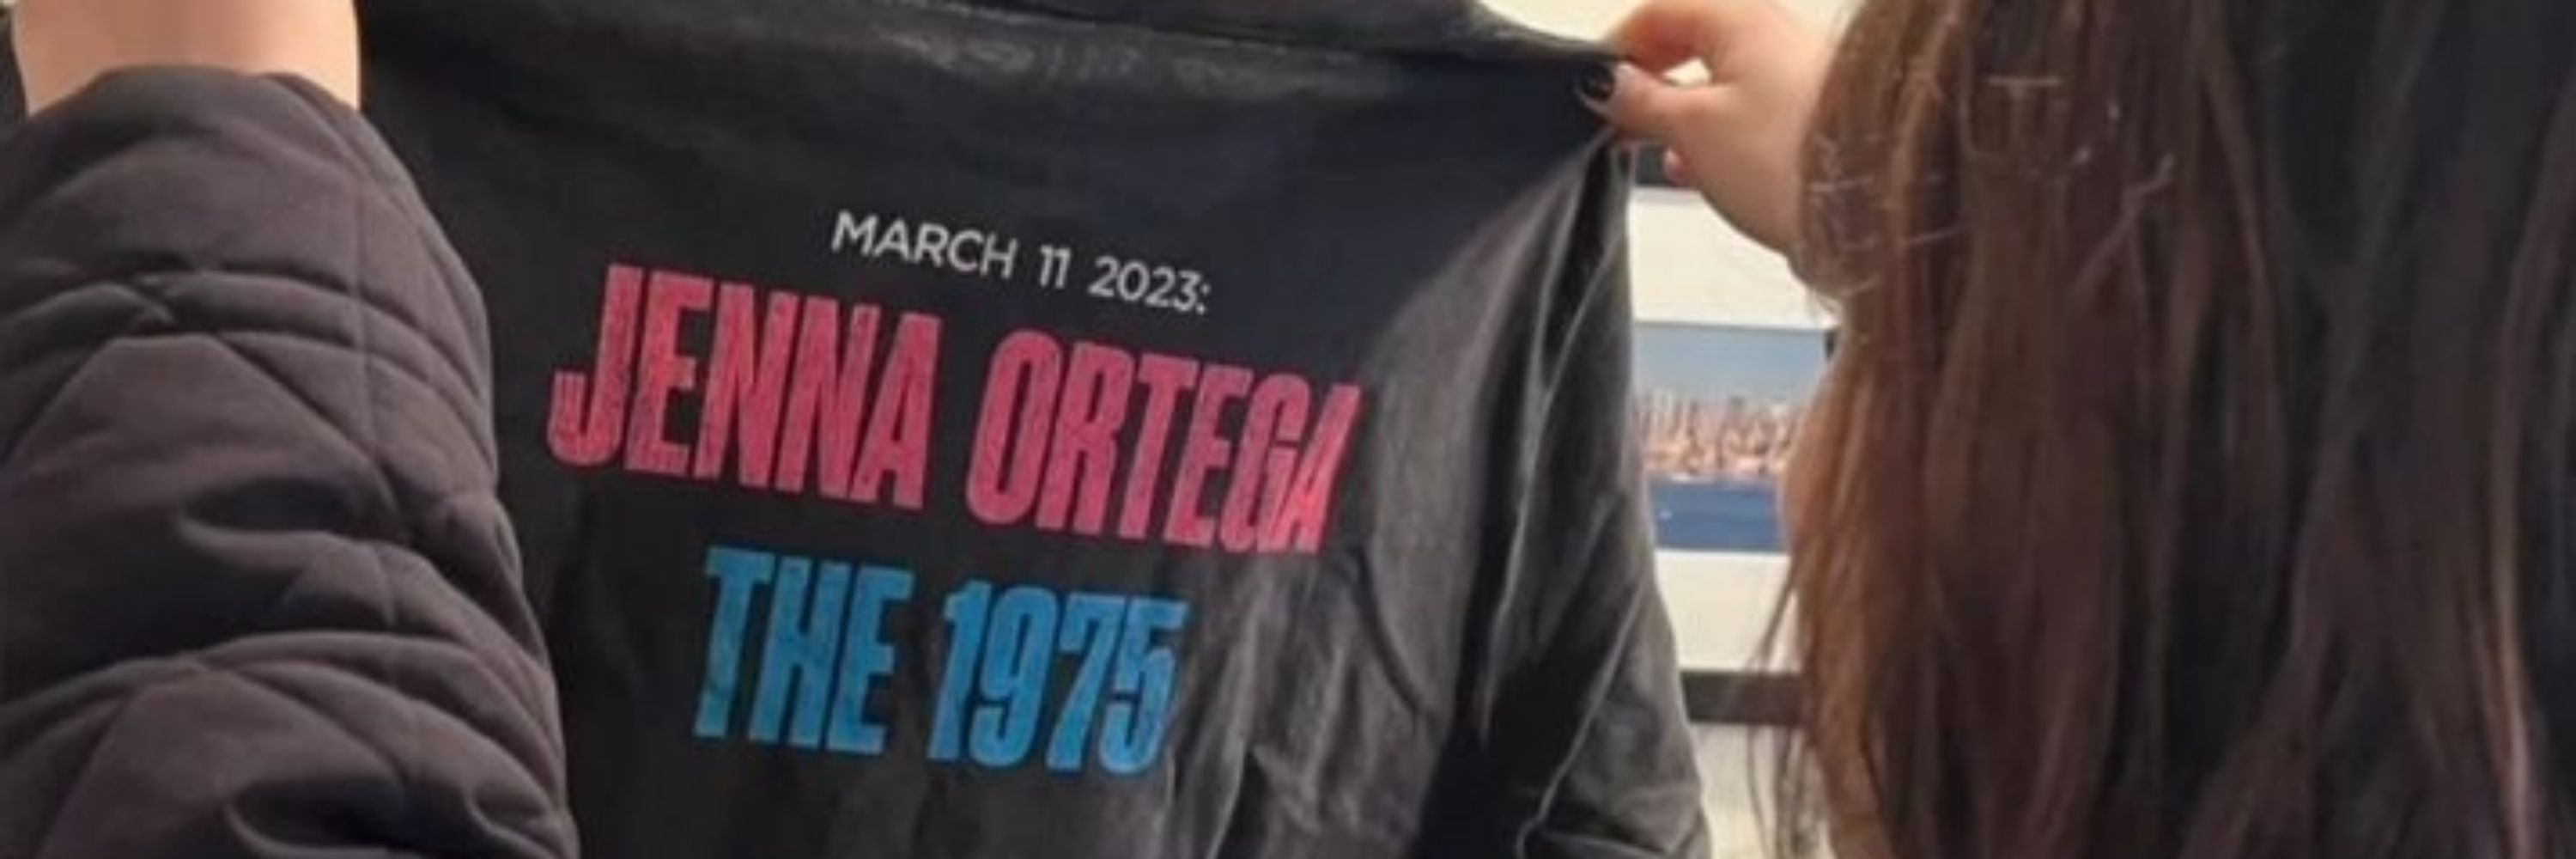 MARCH 11 2023:
JENNA ORTEGA
THE 1975